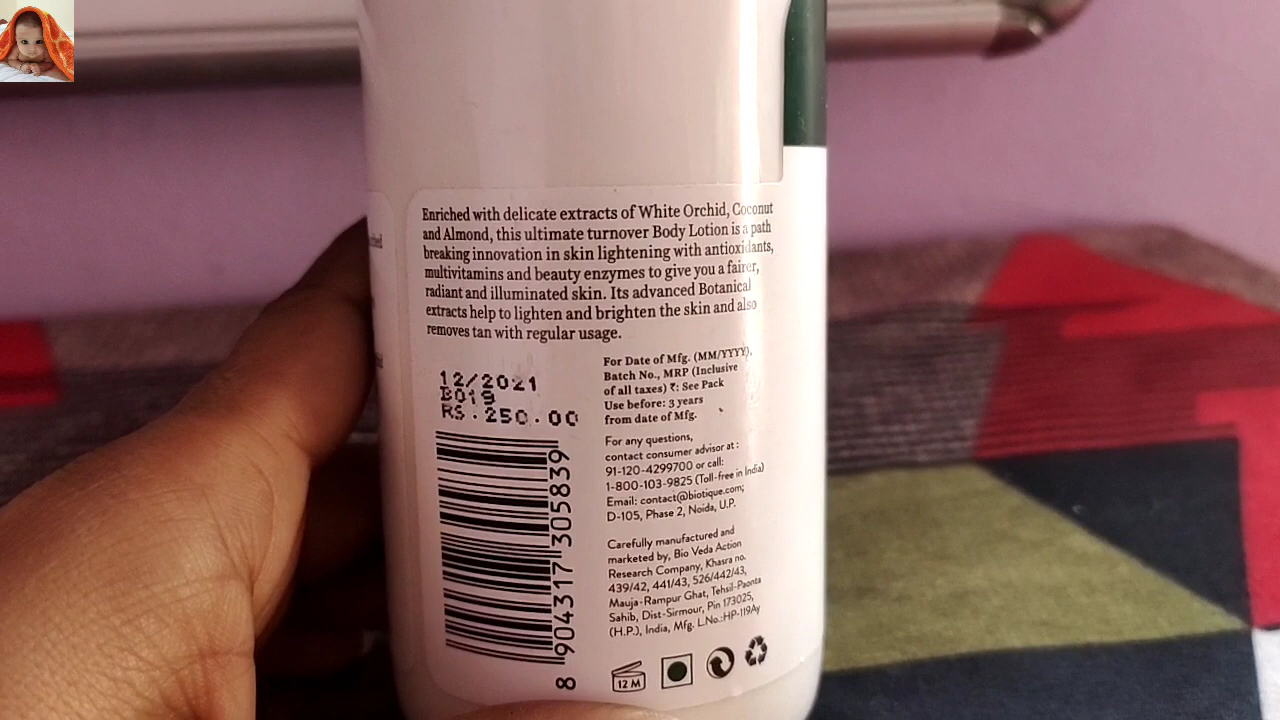 Enriched with delicate extracts of White Orchid, Coconut
and Almond, this ultimate turnover Body Lotion is a path
breaking innovation in skin lightening with antioxidants,
multivitamins and beauty enzymes to give you a fairer,
radiant and illuminated skin. Its advanced Botanical
extracts help to lighten and brighten the skin and also
removes tan with regular usage.
12/2021
B019
RS.250.00
For Date of Mfg. (MM/YYYY),
Batch No., MRP (Inclusive
of all taxes) ₹: See Pack
Use before: 3 years
from date of Mfg.
For any questions,
contact consumer advisor at :
91-120-4299700 or call:
1-800-103-9825 (Toll-free in India)
Email: contact@biotique.com;
D-105, Phase 2, Noida, U.P.
Carefully manufactured and
marketed by, Bio Veda Action
Research Company, Khasra no.
439/42, 441/43, 526/442/43,
Mauja-Rampur Ghat, Tehsil-Paonta
Sahib, Dist-Sirmour, Pin 173025,
(H.P.), India, Mfg. L.No.:HP-119Ay
8 904317 305839
12 M